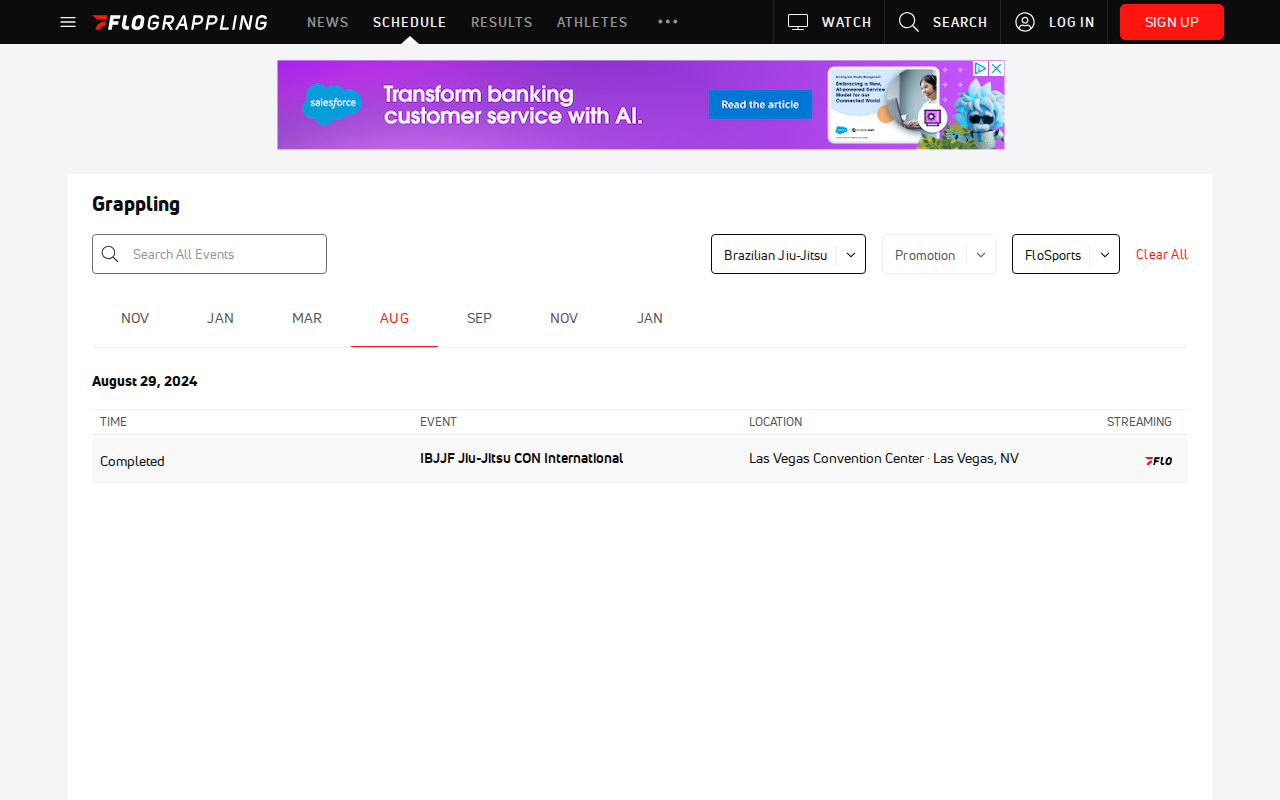 FLOGRAPPLING NEWS SCHEDULE RESULTS ATHLETES ••• WATCH SEARCH LOG IN SIGN UP
salesforce
Transform banking
customer service with AI.
Read the article
Embracing a New,
AI-powered Service
Model for our
Connected World
Grappling
Search All Events
Brazilian Jiu-Jitsu
Promotion
FloSports
Clear All
NOV JAN MAR AUG SEP NOV JAN
August 29, 2024
TIME EVENT LOCATION STREAMING
Completed IBJJF Jiu-Jitsu CON International Las Vegas Convention Center · Las Vegas, NV FLO